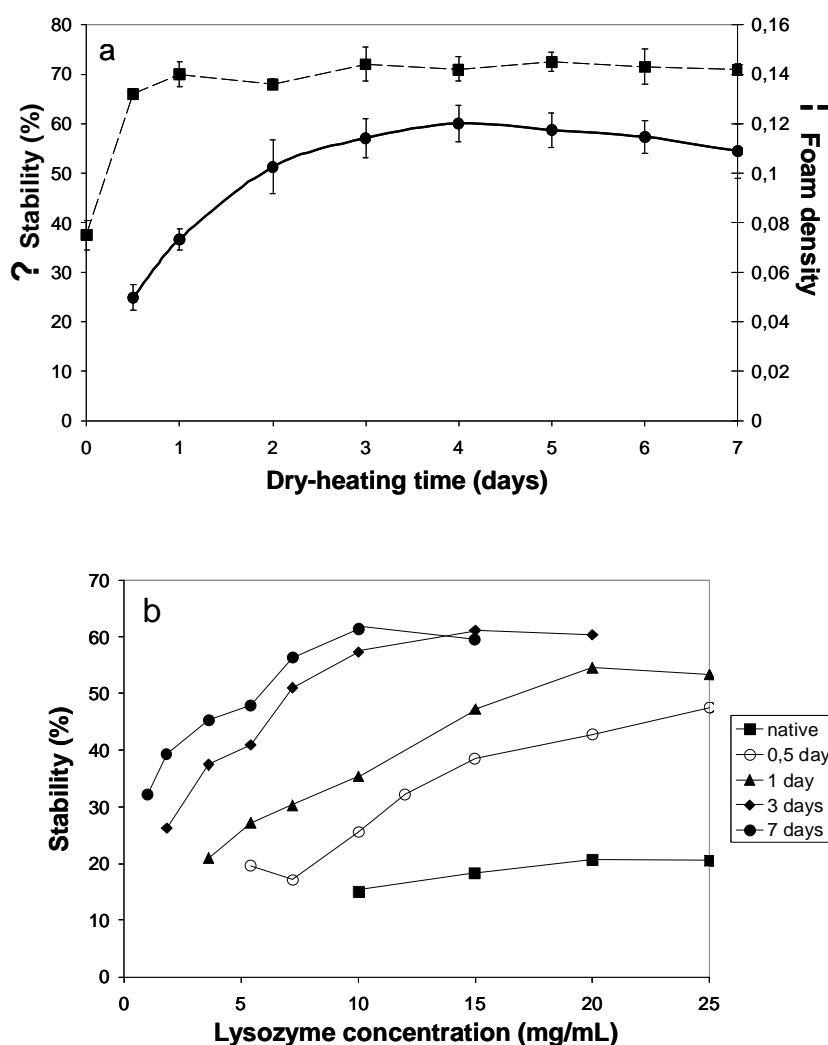 a
80
70
60
50
40
30
20
10
0
? Stability (%)
0,16
0,14
0,12
0,1
0,08
0,06
0,04
0,02
0
¦ Foam density
0 1 2 3 4 5 6 7
Dry-heating time (days)
b
70
60
50
40
30
20
10
0
Stability (%)
0 5 10 15 20 25
Lysozyme concentration (mg/mL)
native
0,5 day
1 day
3 days
7 days